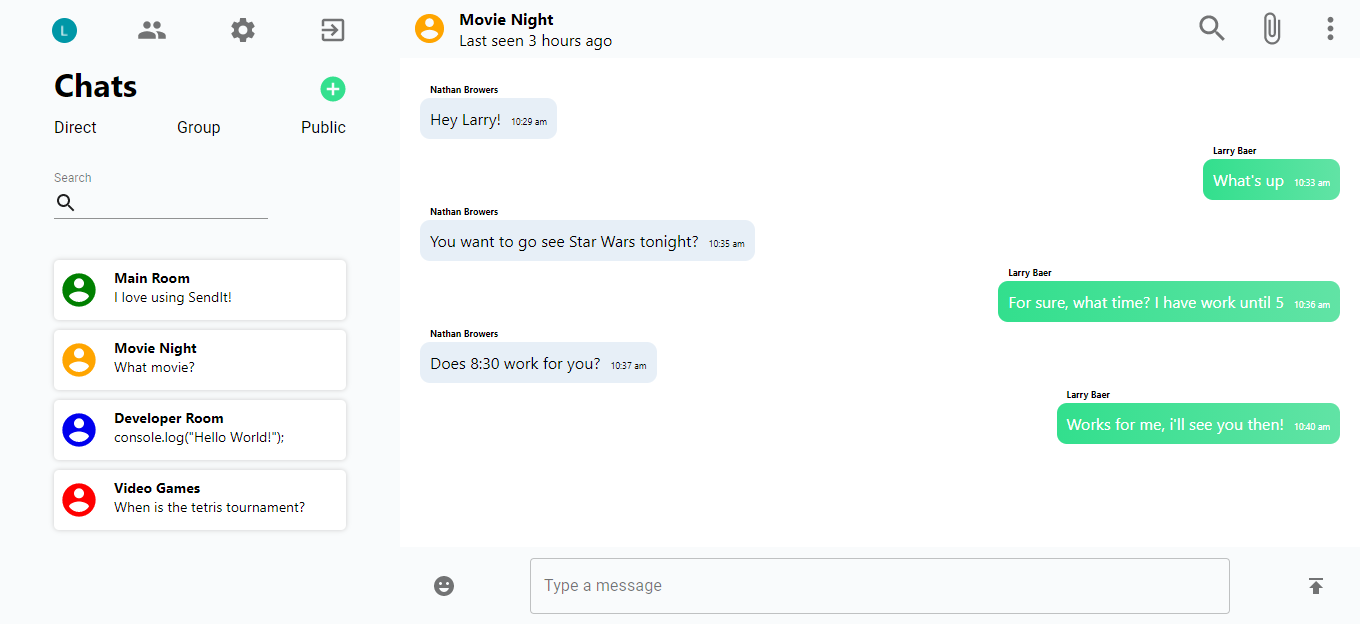 L
Chats
Direct Group Public
Search
Main Room
I love using SendIt!
Movie Night
What movie?
Developer Room
console.log("Hello World!");
Video Games
When is the tetris tournament?
Movie Night
Last seen 3 hours ago
Nathan Browers
Hey Larry! 10:29 am
Larry Baer
What's up 10:33 am
Nathan Browers
You want to go see Star Wars tonight? 10:35 am
Larry Baer
For sure, what time? I have work until 5 10:36 am
Nathan Browers
Does 8:30 work for you? 10:37 am
Larry Baer
Works for me, i'll see you then! 10:40 am
Type a message